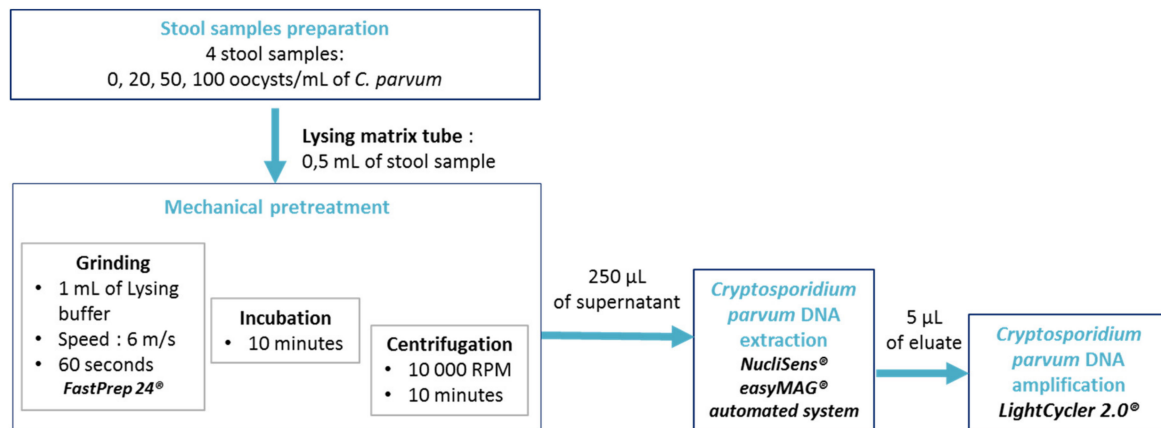 Stool samples preparation
4 stool samples:
0, 20, 50, 100 oocysts/mL of C. parvum
Lysing matrix tube :
0,5 mL of stool sample
Mechanical pretreatment
Grinding
• 1 mL of Lysing
buffer
• Speed : 6 m/s
• 60 seconds
FastPrep 24®
Incubation
• 10 minutes
Centrifugation
• 10 000 RPM
• 10 minutes
250 µL
of supernatant
Cryptosporidium
parvum DNA
extraction
NucliSens®
easyMAG®
automated system
5 µL
of eluate
Cryptosporidium
parvum DNA
amplification
LightCycler 2.0®